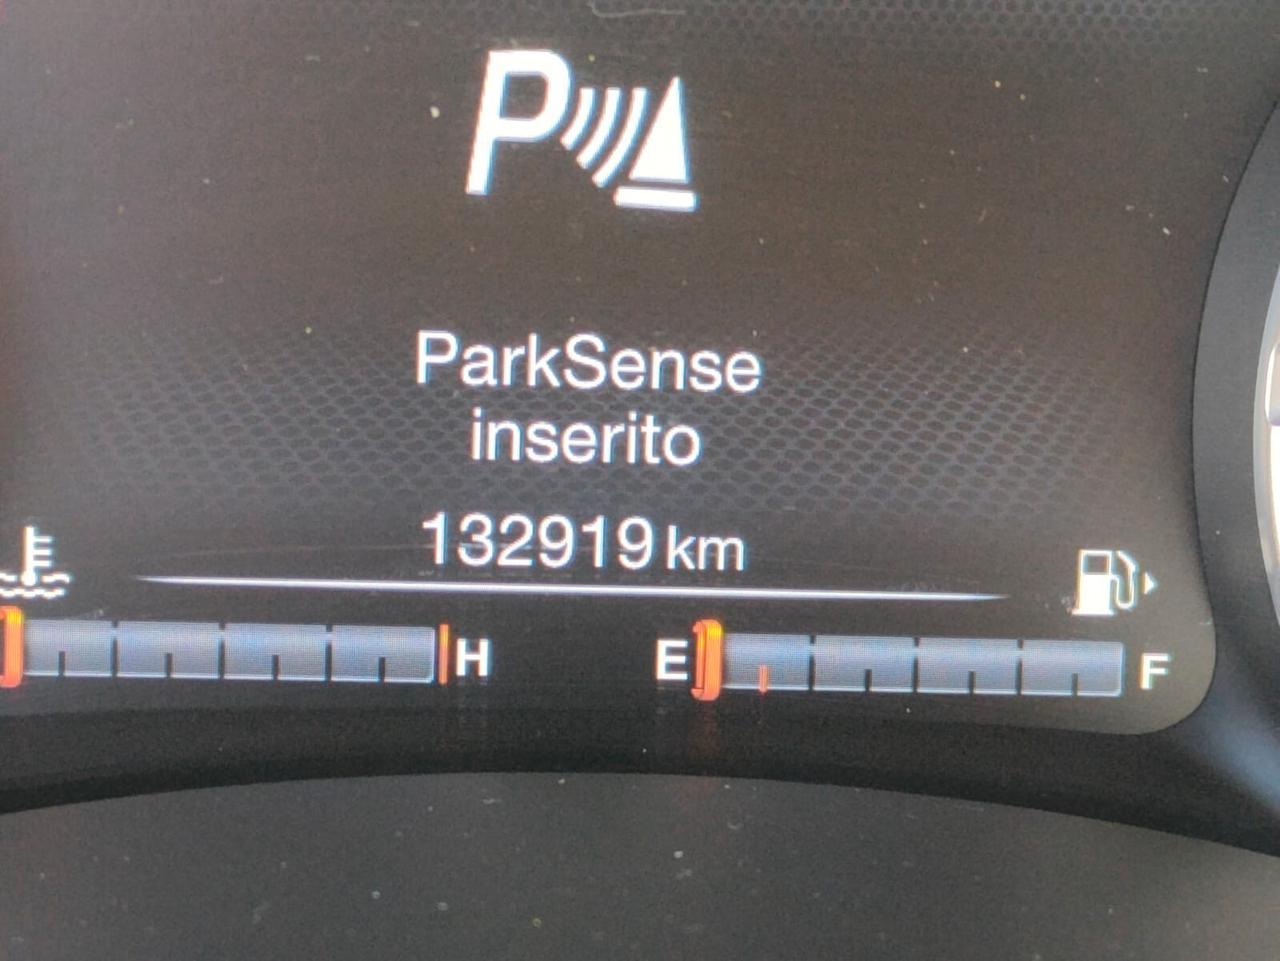 P
ParkSense
inserito
132919 km
H E F